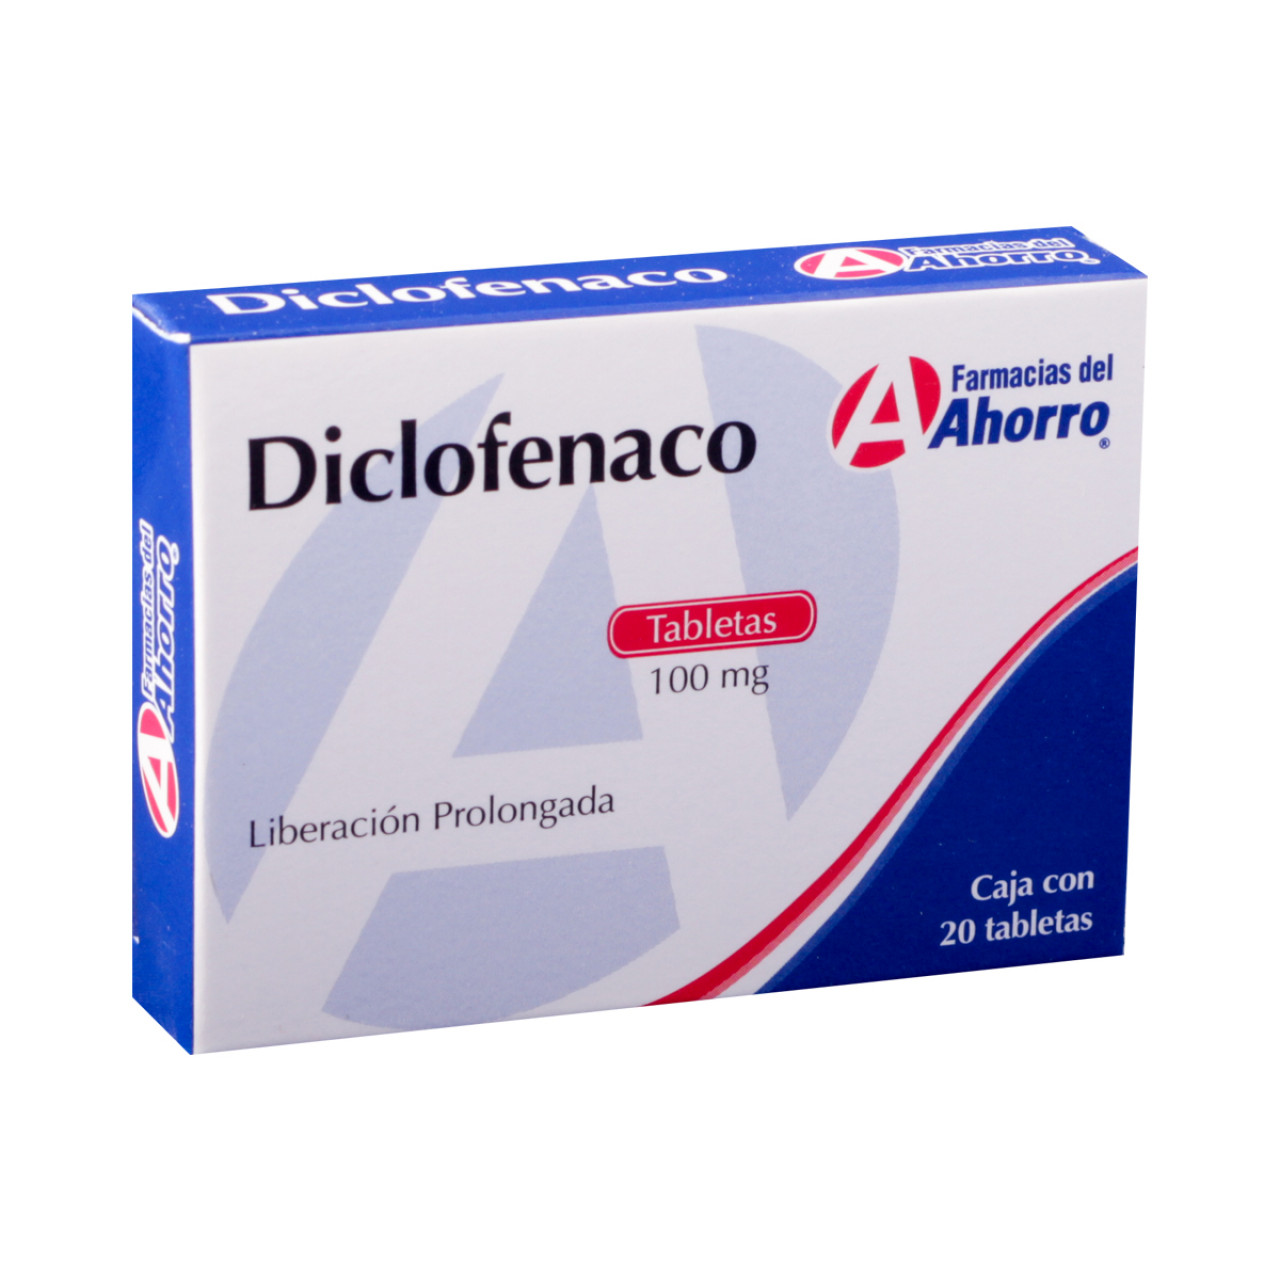 Diclofenaco
A Farmacias del
Ahorro
Diclofenaco
A Farmacias del
Ahorro®
Tabletas
100 mg
Liberación Prolongada
Caja con
20 tabletas
A Farmacias del
Ahorro